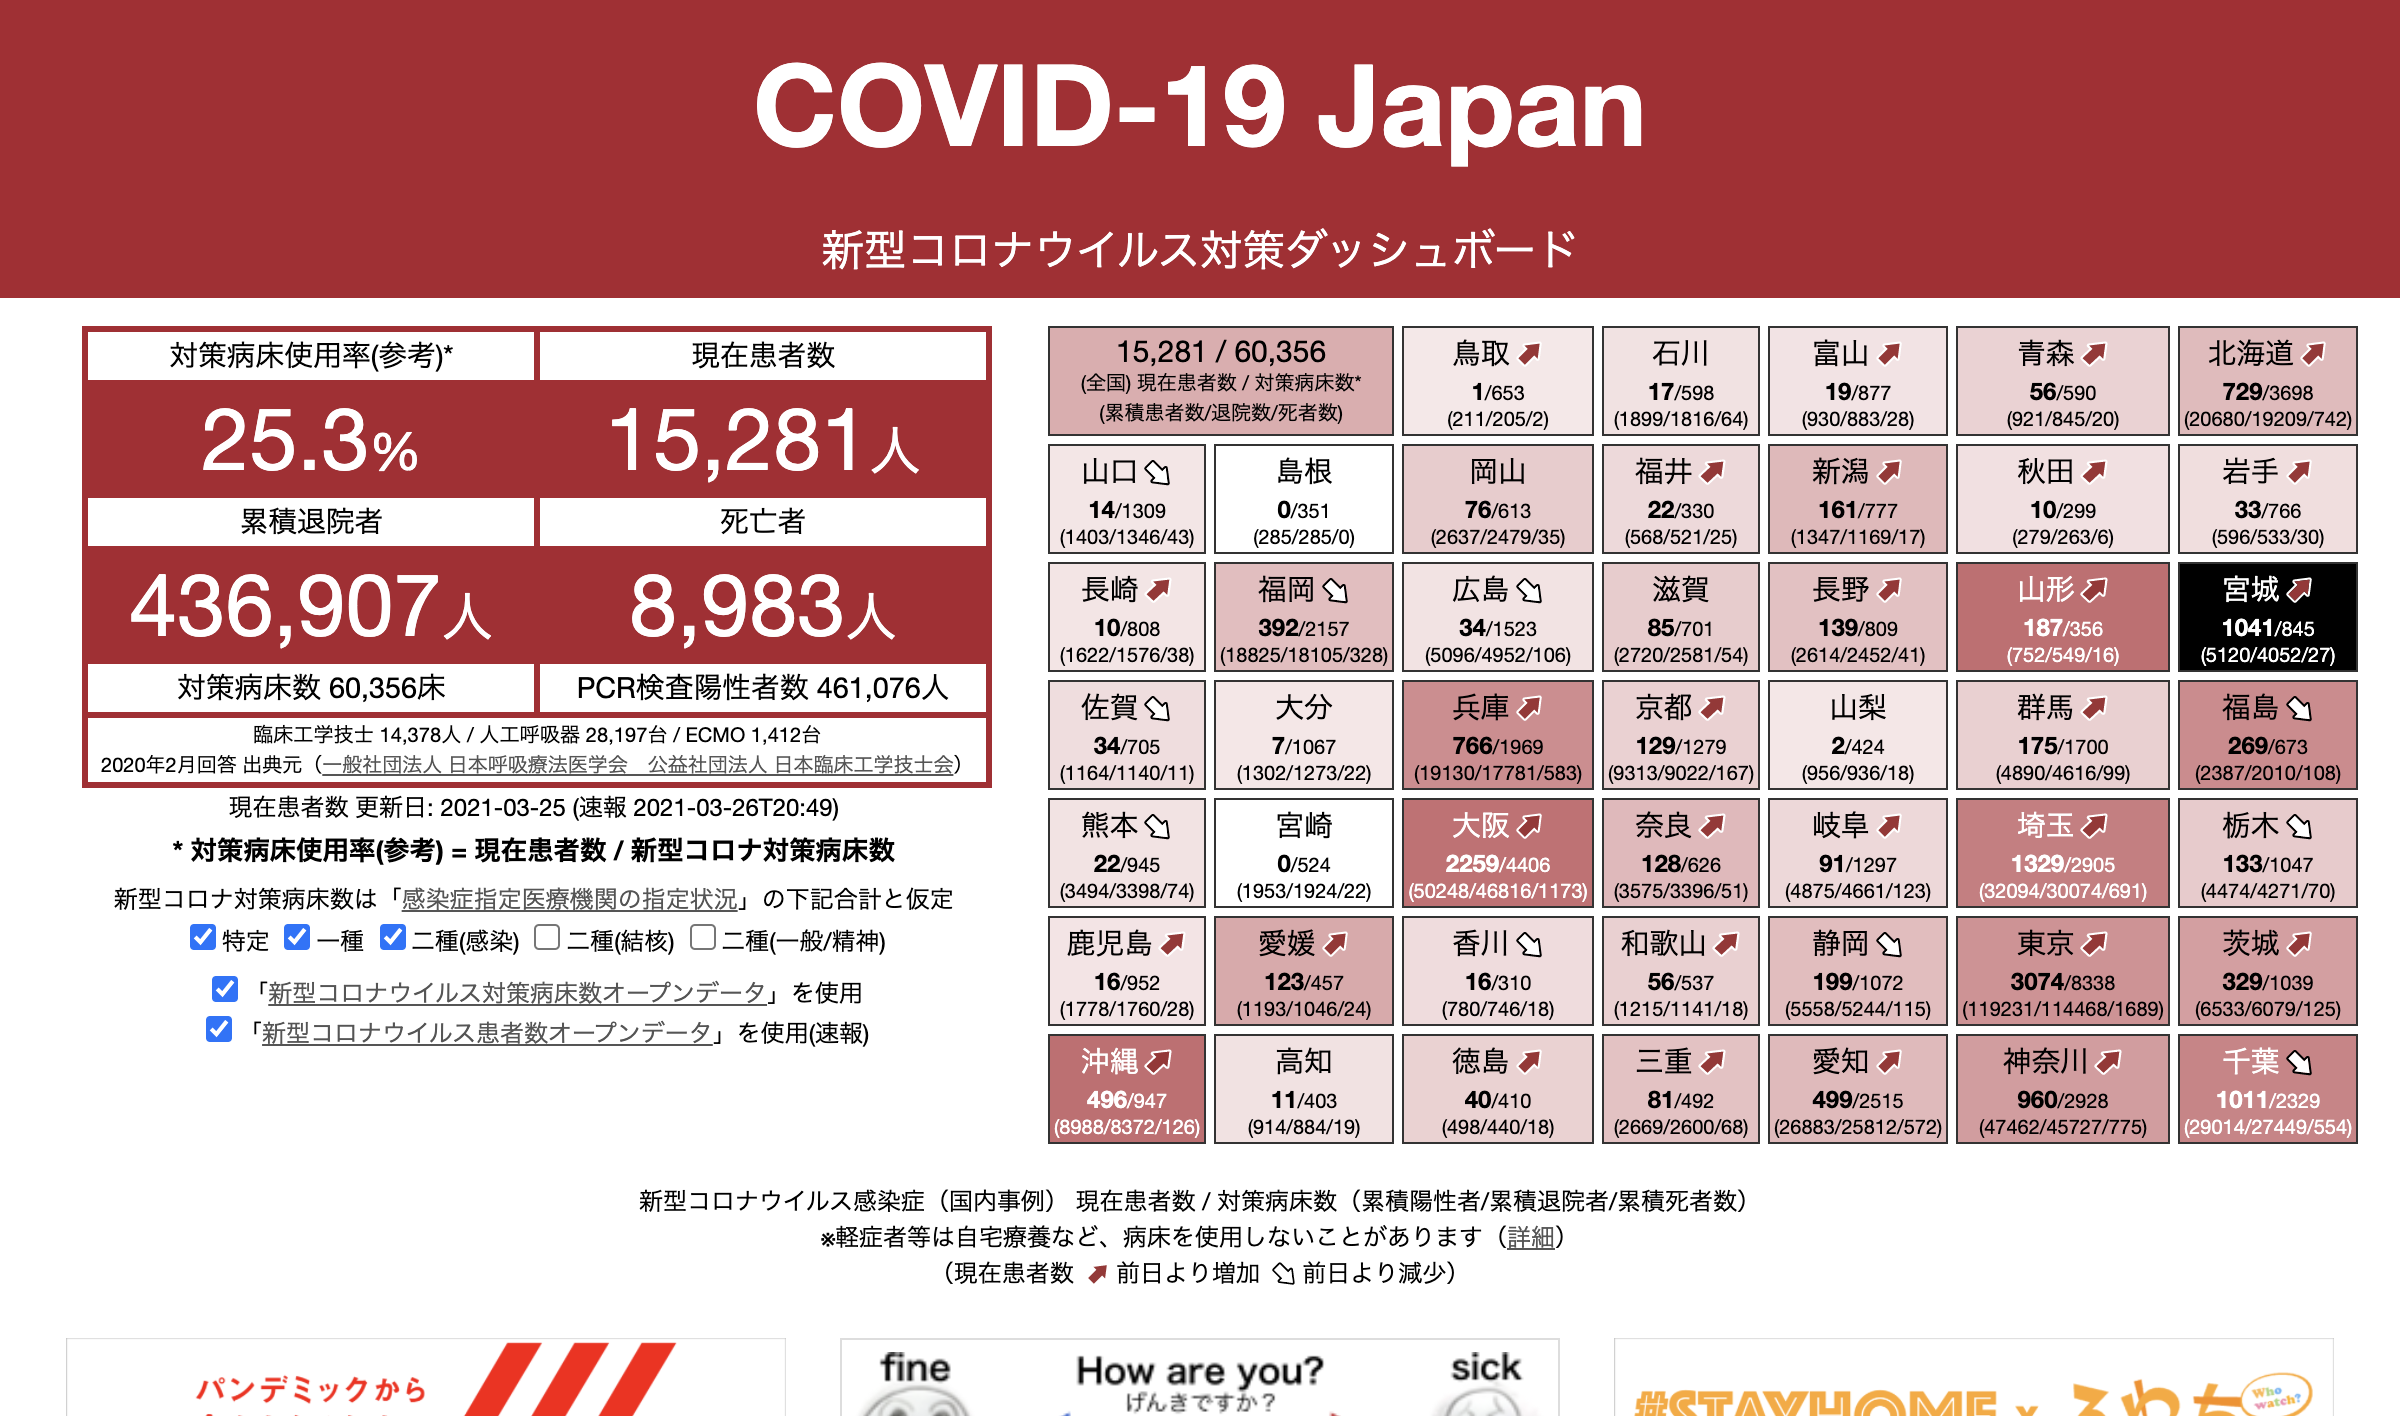 COVID-19 Japan
新型コロナウイルス対策ダッシュボード
対策病床使用率(参考)*
現在患者数
25.3%
15,281人
累積退院者
死亡者
436,907人
8,983人
対策病床数 60,356床
PCR検査陽性者数 461,076人
臨床工学技士 14,378人 / 人工呼吸器 28,197台 / ECMO 1,412台
2020年2月回答 出典元（一般社団法人 日本呼吸療法医学会　公益社団法人 日本臨床工学技士会）
現在患者数 更新日: 2021-03-25 (速報 2021-03-26T20:49)
* 対策病床使用率(参考) = 現在患者数 / 新型コロナ対策病床数
新型コロナ対策病床数は「感染症指定医療機関の指定状況」の下記合計と仮定
特定 一種 二種(感染) 二種(結核) 二種(一般/精神)
「新型コロナウイルス対策病床数オープンデータ」を使用
「新型コロナウイルス患者数オープンデータ」を使用(速報)
15,281 / 60,356
(全国) 現在患者数 / 対策病床数*
(累積患者数/退院数/死者数)
鳥取
1/653
(211/205/2)
石川
17/598
(1899/1816/64)
富山
19/877
(930/883/28)
青森
56/590
(921/845/20)
北海道
729/3698
(20680/19209/742)
山口
14/1309
(1403/1346/43)
島根
0/351
(285/285/0)
岡山
76/613
(2637/2479/35)
福井
22/330
(568/521/25)
新潟
161/777
(1347/1169/17)
秋田
10/299
(279/263/6)
岩手
33/766
(596/533/30)
長崎
10/808
(1622/1576/38)
福岡
392/2157
(18825/18105/328)
広島
34/1523
(5096/4952/106)
滋賀
85/701
(2720/2581/54)
長野
139/809
(2614/2452/41)
山形
187/356
(752/549/16)
宮城
1041/845
(5120/4052/27)
佐賀
34/705
(1164/1140/11)
大分
7/1067
(1302/1273/22)
兵庫
766/1969
(19130/17781/583)
京都
129/1279
(9313/9022/167)
山梨
2/424
(956/936/18)
群馬
175/1700
(4890/4616/99)
福島
269/673
(2387/2010/108)
熊本
22/945
(3494/3398/74)
宮崎
0/524
(1953/1924/22)
大阪
2259/4406
(50248/46816/1173)
奈良
128/626
(3575/3396/51)
岐阜
91/1297
(4875/4661/123)
埼玉
1329/2905
(32094/30074/691)
栃木
133/1047
(4474/4271/70)
鹿児島
16/952
(1778/1760/28)
愛媛
123/457
(1193/1046/24)
香川
16/310
(780/746/18)
和歌山
56/537
(1215/1141/18)
静岡
199/1072
(5558/5244/115)
東京
3074/8338
(119231/114468/1689)
茨城
329/1039
(6533/6079/125)
沖縄
496/947
(8988/8372/126)
高知
11/403
(914/884/19)
徳島
40/410
(498/440/18)
三重
81/492
(2669/2600/68)
愛知
499/2515
(26883/25812/572)
神奈川
960/2928
(47462/45727/775)
千葉
1011/2329
(29014/27449/554)
新型コロナウイルス感染症（国内事例） 現在患者数 / 対策病床数（累積陽性者/累積退院者/累積死者数）
※軽症者等は自宅療養など、病床を使用しないことがあります（詳細）
（現在患者数 前日より増加 前日より減少）
パンデミックから
fine
How are you?
げんきですか？
sick
#STAYHOME x
Who watch?